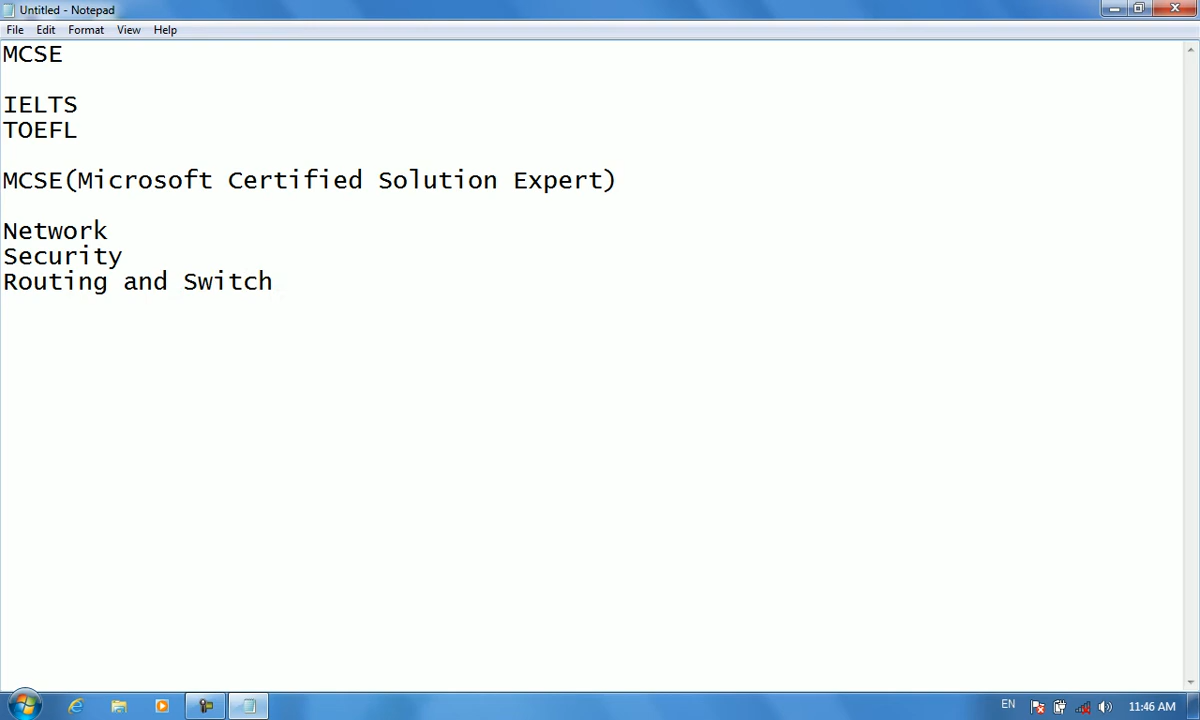 Untitled - Notepad
File Edit Format View Help
MCSE
IELTS
TOEFL
MCSE(Microsoft Certified Solution Expert)
Network
Security
Routing and Switch
EN 11:46 AM